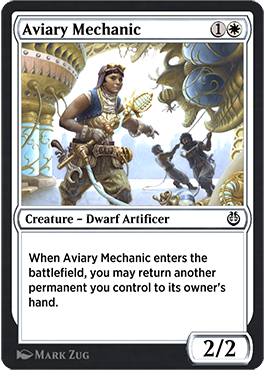 Aviary Mechanic 1
Creature – Dwarf Artificer
When Aviary Mechanic enters the
battlefield, you may return another
permanent you control to its owner's
hand.
Mark Zug
2/2